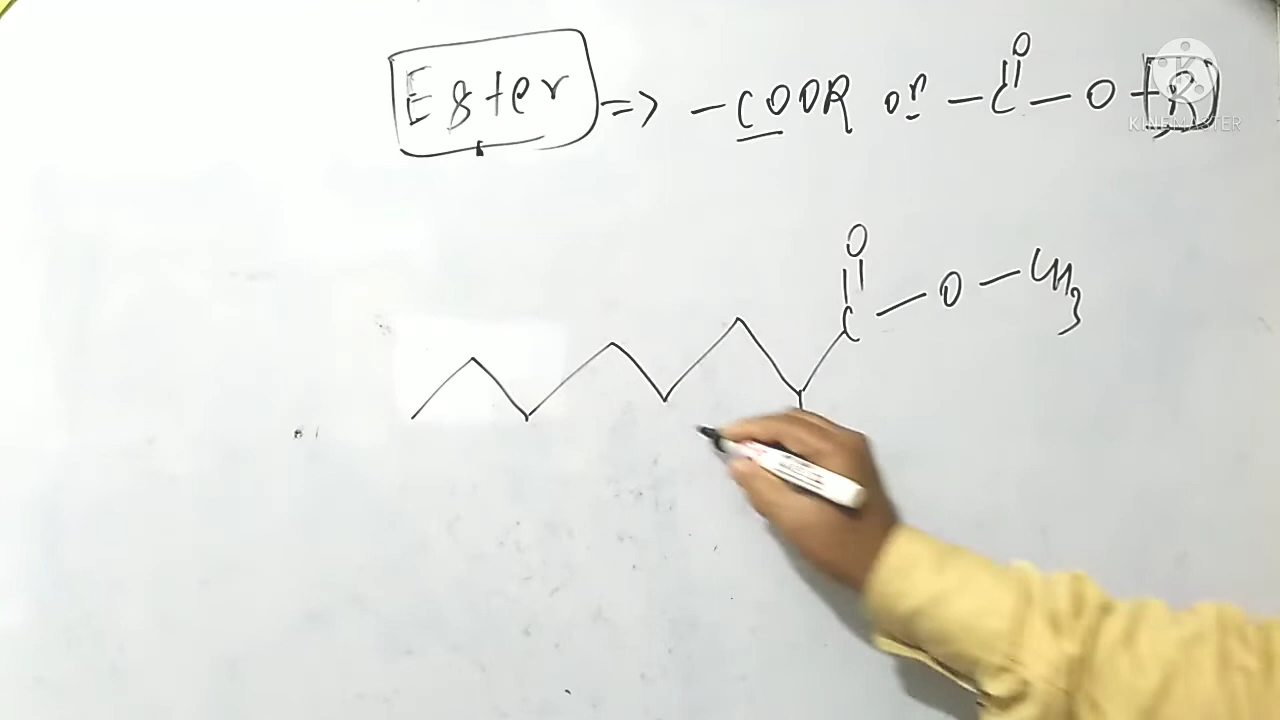 Ester => -COOR or -C-O-R
O
KINEMASTER
O
C-O-CH3